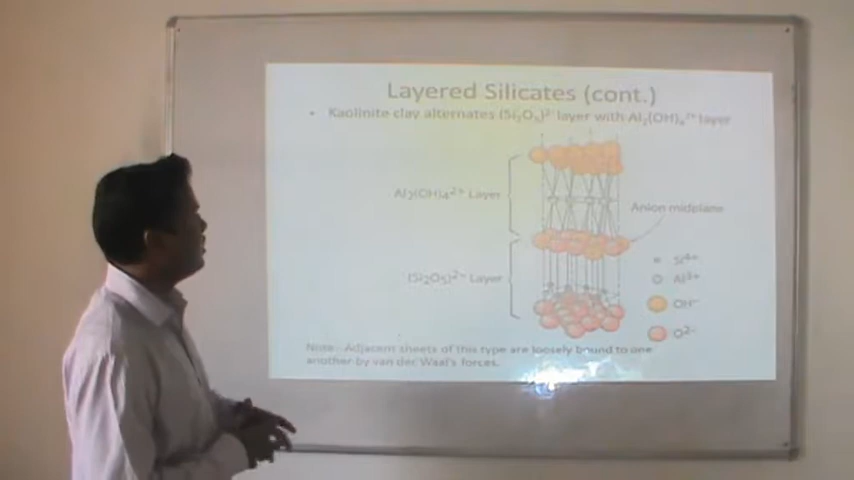 Layered Silicates (cont.)
• Kaolinite clay alternates (Si₂O₅)²⁻ layer with Al₂(OH)₄²⁺ layer
Al₂(OH)₄²⁺ Layer
Anion midplane
(Si₂O₅)²⁻ Layer
Si⁴⁺
Al³⁺
OH⁻
O²⁻
Note: Adjacent sheets of this type are loosely bound to one
another by van der Waal's forces.